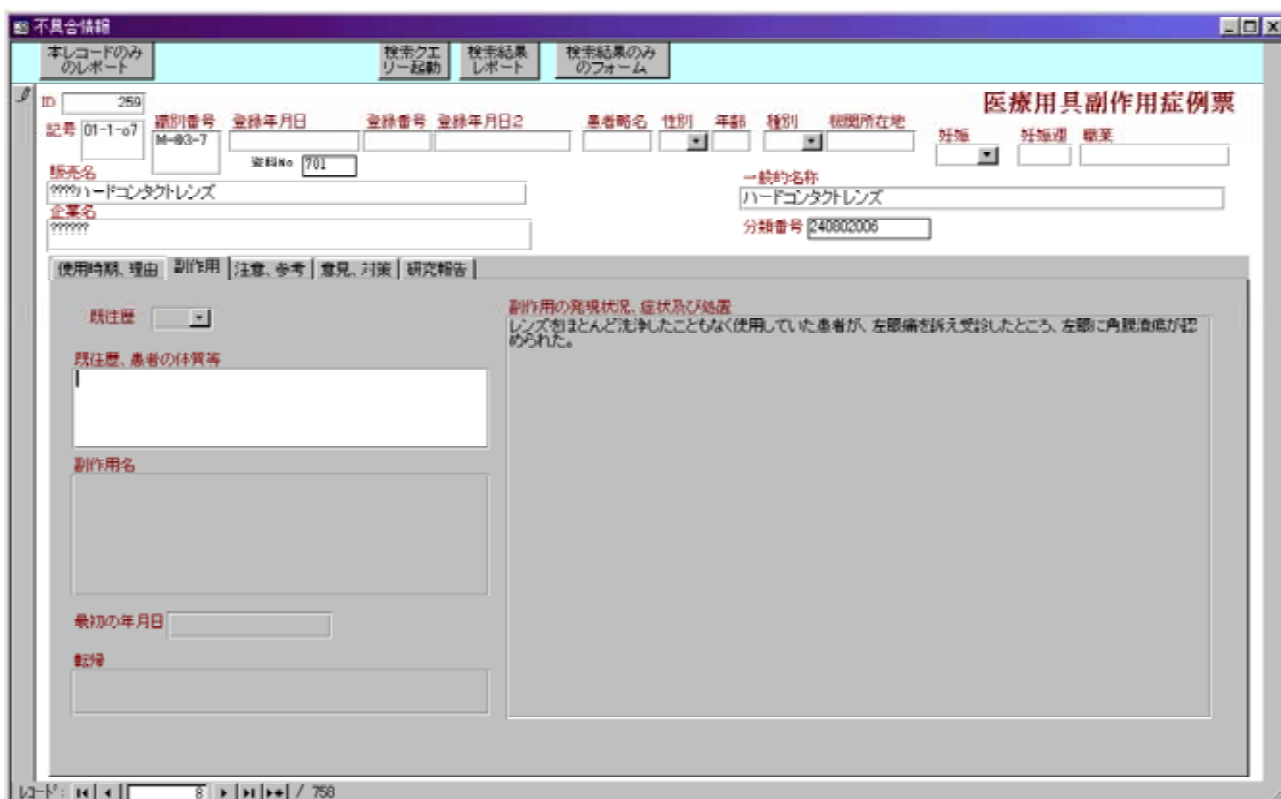 不具合情報
本レコードのみ
のレポート
検索クエ
リー起動
検索結果
レポート
検索結果のみ
のフォーム
医療用具副作用症例票
ID 259
記号 01-1-o7
識別番号 M-03-7
登録年月日
登録番号
登録年月日2
患者略名
性別
年齢
種別
機関所在地
妊娠
妊娠週
職業
資料No 701
販売名
????ハードコンタクトレンズ
一般的名称
ハードコンタクトレンズ
企業名
??????
分類番号 240802006
使用時期、理由
副作用
注意、参考
意見、対策
研究報告
既往歴
既往歴、患者の体質等
副作用名
最初の年月日
転帰
副作用の発現状況、症状及び処置
レンズをほとんど洗浄したこともなく使用していた患者が、左眼痛を訴え受診したところ、左眼に角膜潰瘍が認
められた。
レコード: 8 / 758